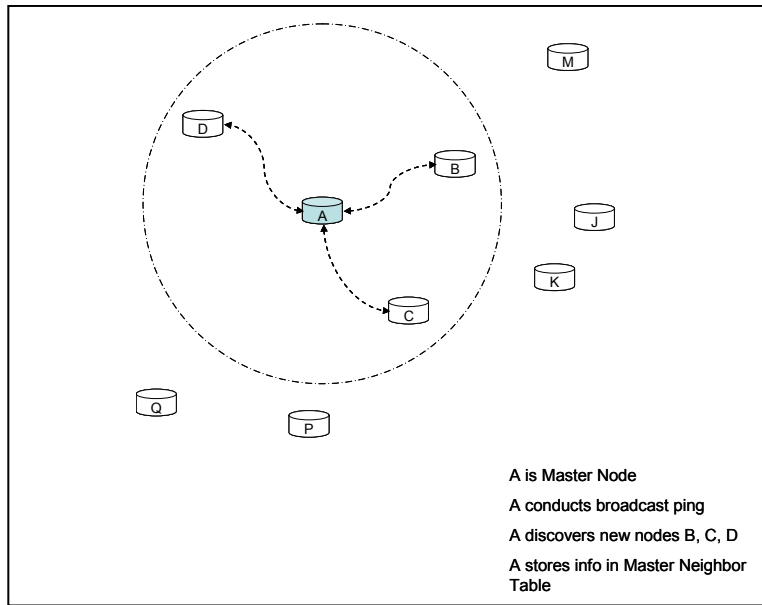 M
D
B
A
J
K
C
Q
P
A is Master Node
A conducts broadcast ping
A discovers new nodes B, C, D
A stores info in Master Neighbor
Table